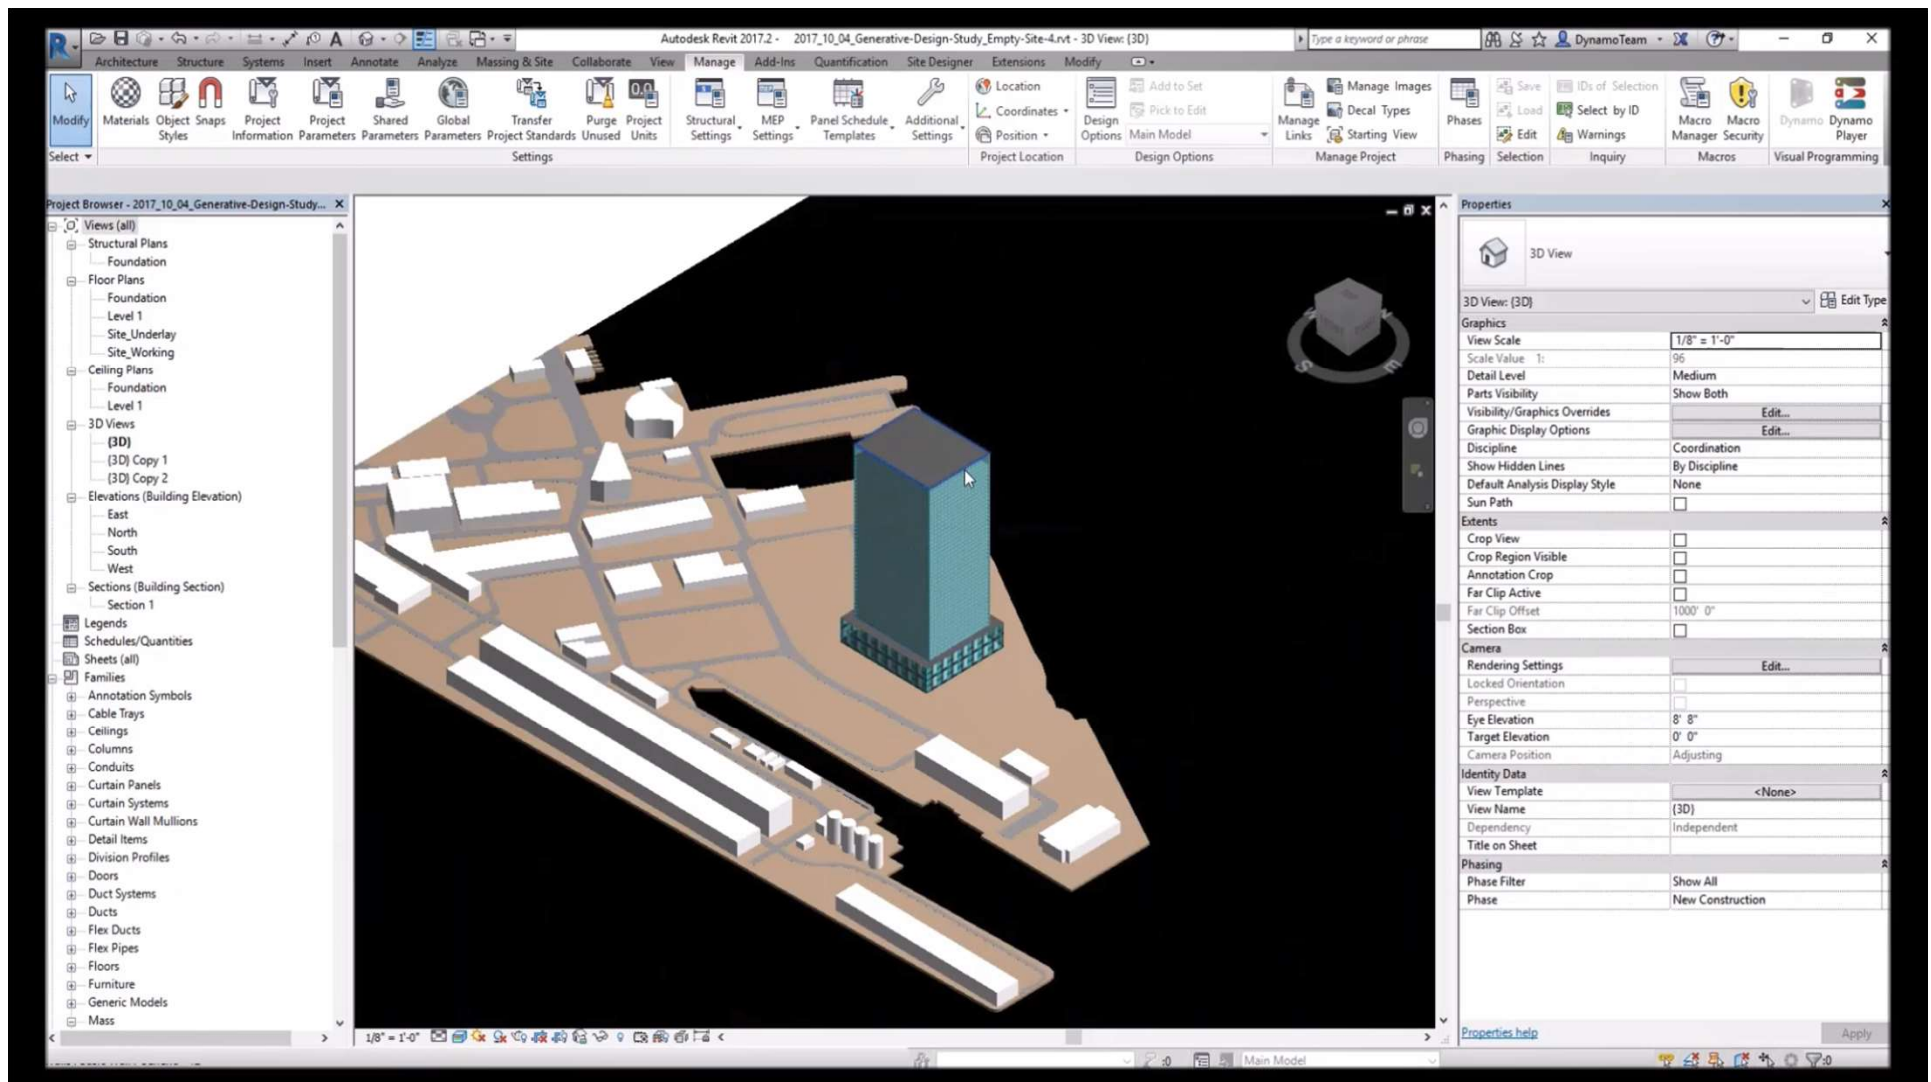 Autodesk Revit 2017.2 - 2017_10_04_Generative-Design-Study_Empty-Site-4.rvt - 3D View: {3D}
Type a keyword or phrase
DynamoTeam
Architecture Structure Systems Insert Annotate Analyze Massing & Site Collaborate View Manage Add-Ins Quantification Site Designer Extensions Modify
Modify
Materials
Object Styles
Snaps
Project Information
Project Parameters
Shared Parameters
Global Parameters
Transfer Project Standards
Purge Unused
Project Units
Structural Settings
MEP Settings
Panel Schedule Templates
Additional Settings
Location
Coordinates
Position
Design Options
Add to Set
Pick to Edit
Main Model
Manage Links
Manage Images
Decal Types
Starting View
Phases
Save
Load
Edit
IDs of Selection
Select by ID
Warnings
Macro Manager
Macro Security
Dynamo
Dynamo Player
Select
Settings
Project Location
Design Options
Manage Project
Phasing
Selection
Inquiry
Macros
Visual Programming
Project Browser - 2017_10_04_Generative-Design-Study...
Views (all)
Structural Plans
Foundation
Floor Plans
Foundation
Level 1
Site_Underlay
Site_Working
Ceiling Plans
Foundation
Level 1
3D Views
{3D}
{3D} Copy 1
{3D} Copy 2
Elevations (Building Elevation)
East
North
South
West
Sections (Building Section)
Section 1
Legends
Schedules/Quantities
Sheets (all)
Families
Annotation Symbols
Cable Trays
Ceilings
Columns
Conduits
Curtain Panels
Curtain Systems
Curtain Wall Mullions
Detail Items
Division Profiles
Doors
Duct Systems
Ducts
Flex Ducts
Flex Pipes
Floors
Furniture
Generic Models
Mass
S
E
1/8" = 1'-0"
Properties
3D View
3D View: {3D}
Edit Type
Graphics
View Scale 1/8" = 1'-0"
Scale Value 1: 96
Detail Level Medium
Parts Visibility Show Both
Visibility/Graphics Overrides Edit...
Graphic Display Options Edit...
Discipline Coordination
Show Hidden Lines By Discipline
Default Analysis Display Style None
Sun Path
Extents
Crop View
Crop Region Visible
Annotation Crop
Far Clip Active
Far Clip Offset 1000' 0"
Section Box
Camera
Rendering Settings Edit...
Locked Orientation
Perspective
Eye Elevation 8' 8"
Target Elevation 0' 0"
Camera Position Adjusting
Identity Data
View Template <None>
View Name {3D}
Dependency Independent
Title on Sheet
Phasing
Phase Filter Show All
Phase New Construction
Properties help
Apply
:0
Main Model
:0